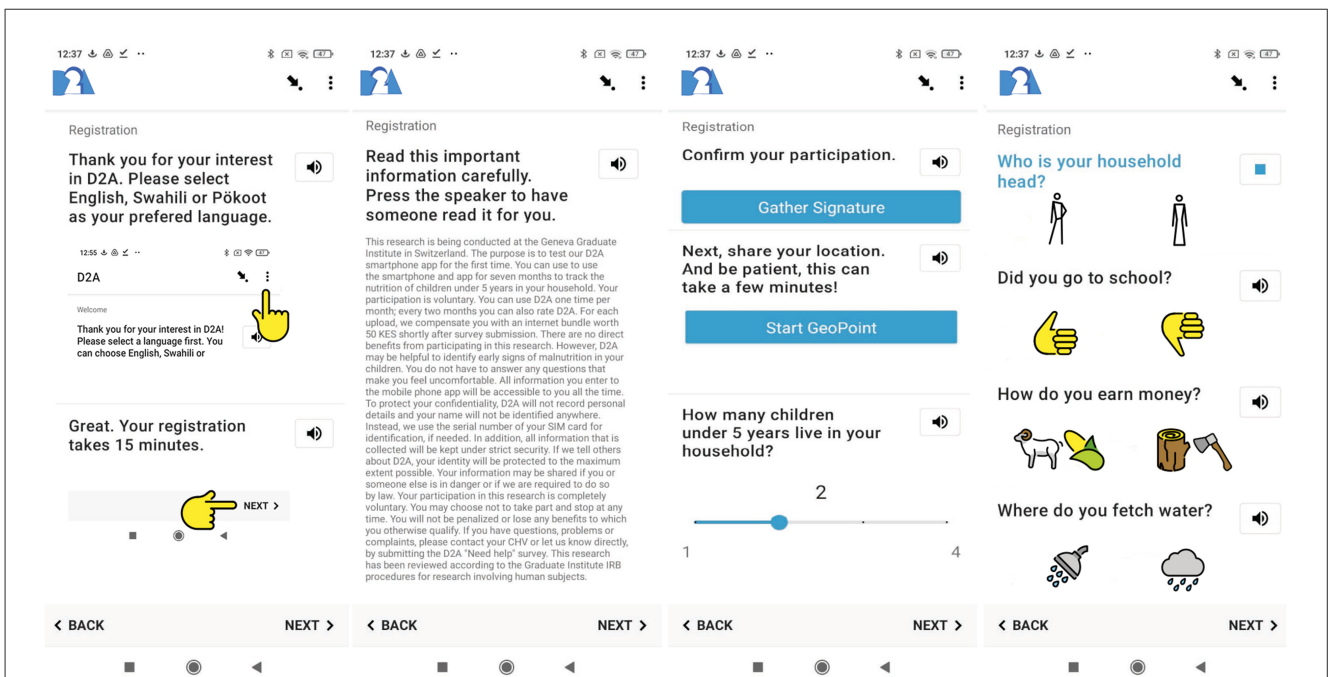 12:37
47
Registration
Thank you for your interest
in D2A. Please select
English, Swahili or Pökoot
as your prefered language.
12:55
47
D2A
Welcome
Thank you for your interest in D2A!
Please select a language first. You
can choose English, Swahili or
Great. Your registration
takes 15 minutes.
NEXT >
< BACK
NEXT >
12:37
47
Registration
Read this important
information carefully.
Press the speaker to have
someone read it for you.
This research is being conducted at the Geneva Graduate
Institute in Switzerland. The purpose is to test our D2A
smartphone app for the first time. You can use to use
the smartphone and app for seven months to track the
nutrition of children under 5 years in your household. Your
participation is voluntary. You can use D2A one time per
month; every two months you can also rate D2A. For each
upload, we compensate you with an internet bundle worth
50 KES shortly after survey submission. There are no direct
benefits from participating in this research. However, D2A
may be helpful to identify early signs of malnutrition in your
children. You do not have to answer any questions that
make you feel uncomfortable. All information you enter to
the mobile phone app will be accessible to you all the time.
To protect your confidentiality, D2A will not record personal
details and your name will not be identified anywhere.
Instead, we use the serial number of your SIM card for
identification, if needed. In addition, all information that is
collected will be kept under strict security. If we tell others
about D2A, your identity will be protected to the maximum
extent possible. Your information may be shared if you or
someone else is in danger or if we are required to do so
by law. Your participation in this research is completely
voluntary. You may choose not to take part and stop at any
time. You will not be penalized or lose any benefits to which
you otherwise qualify. If you have questions, problems or
complaints, please contact your CHV or let us know directly,
by submitting the D2A "Need help" survey. This research
has been reviewed according to the Graduate Institute IRB
procedures for research involving human subjects.
< BACK
NEXT >
12:37
47
Registration
Confirm your participation.
Gather Signature
Next, share your location.
And be patient, this can
take a few minutes!
Start GeoPoint
How many children
under 5 years live in your
household?
2
1
4
< BACK
NEXT >
12:37
47
Registration
Who is your household
head?
Did you go to school?
How do you earn money?
Where do you fetch water?
< BACK
NEXT >